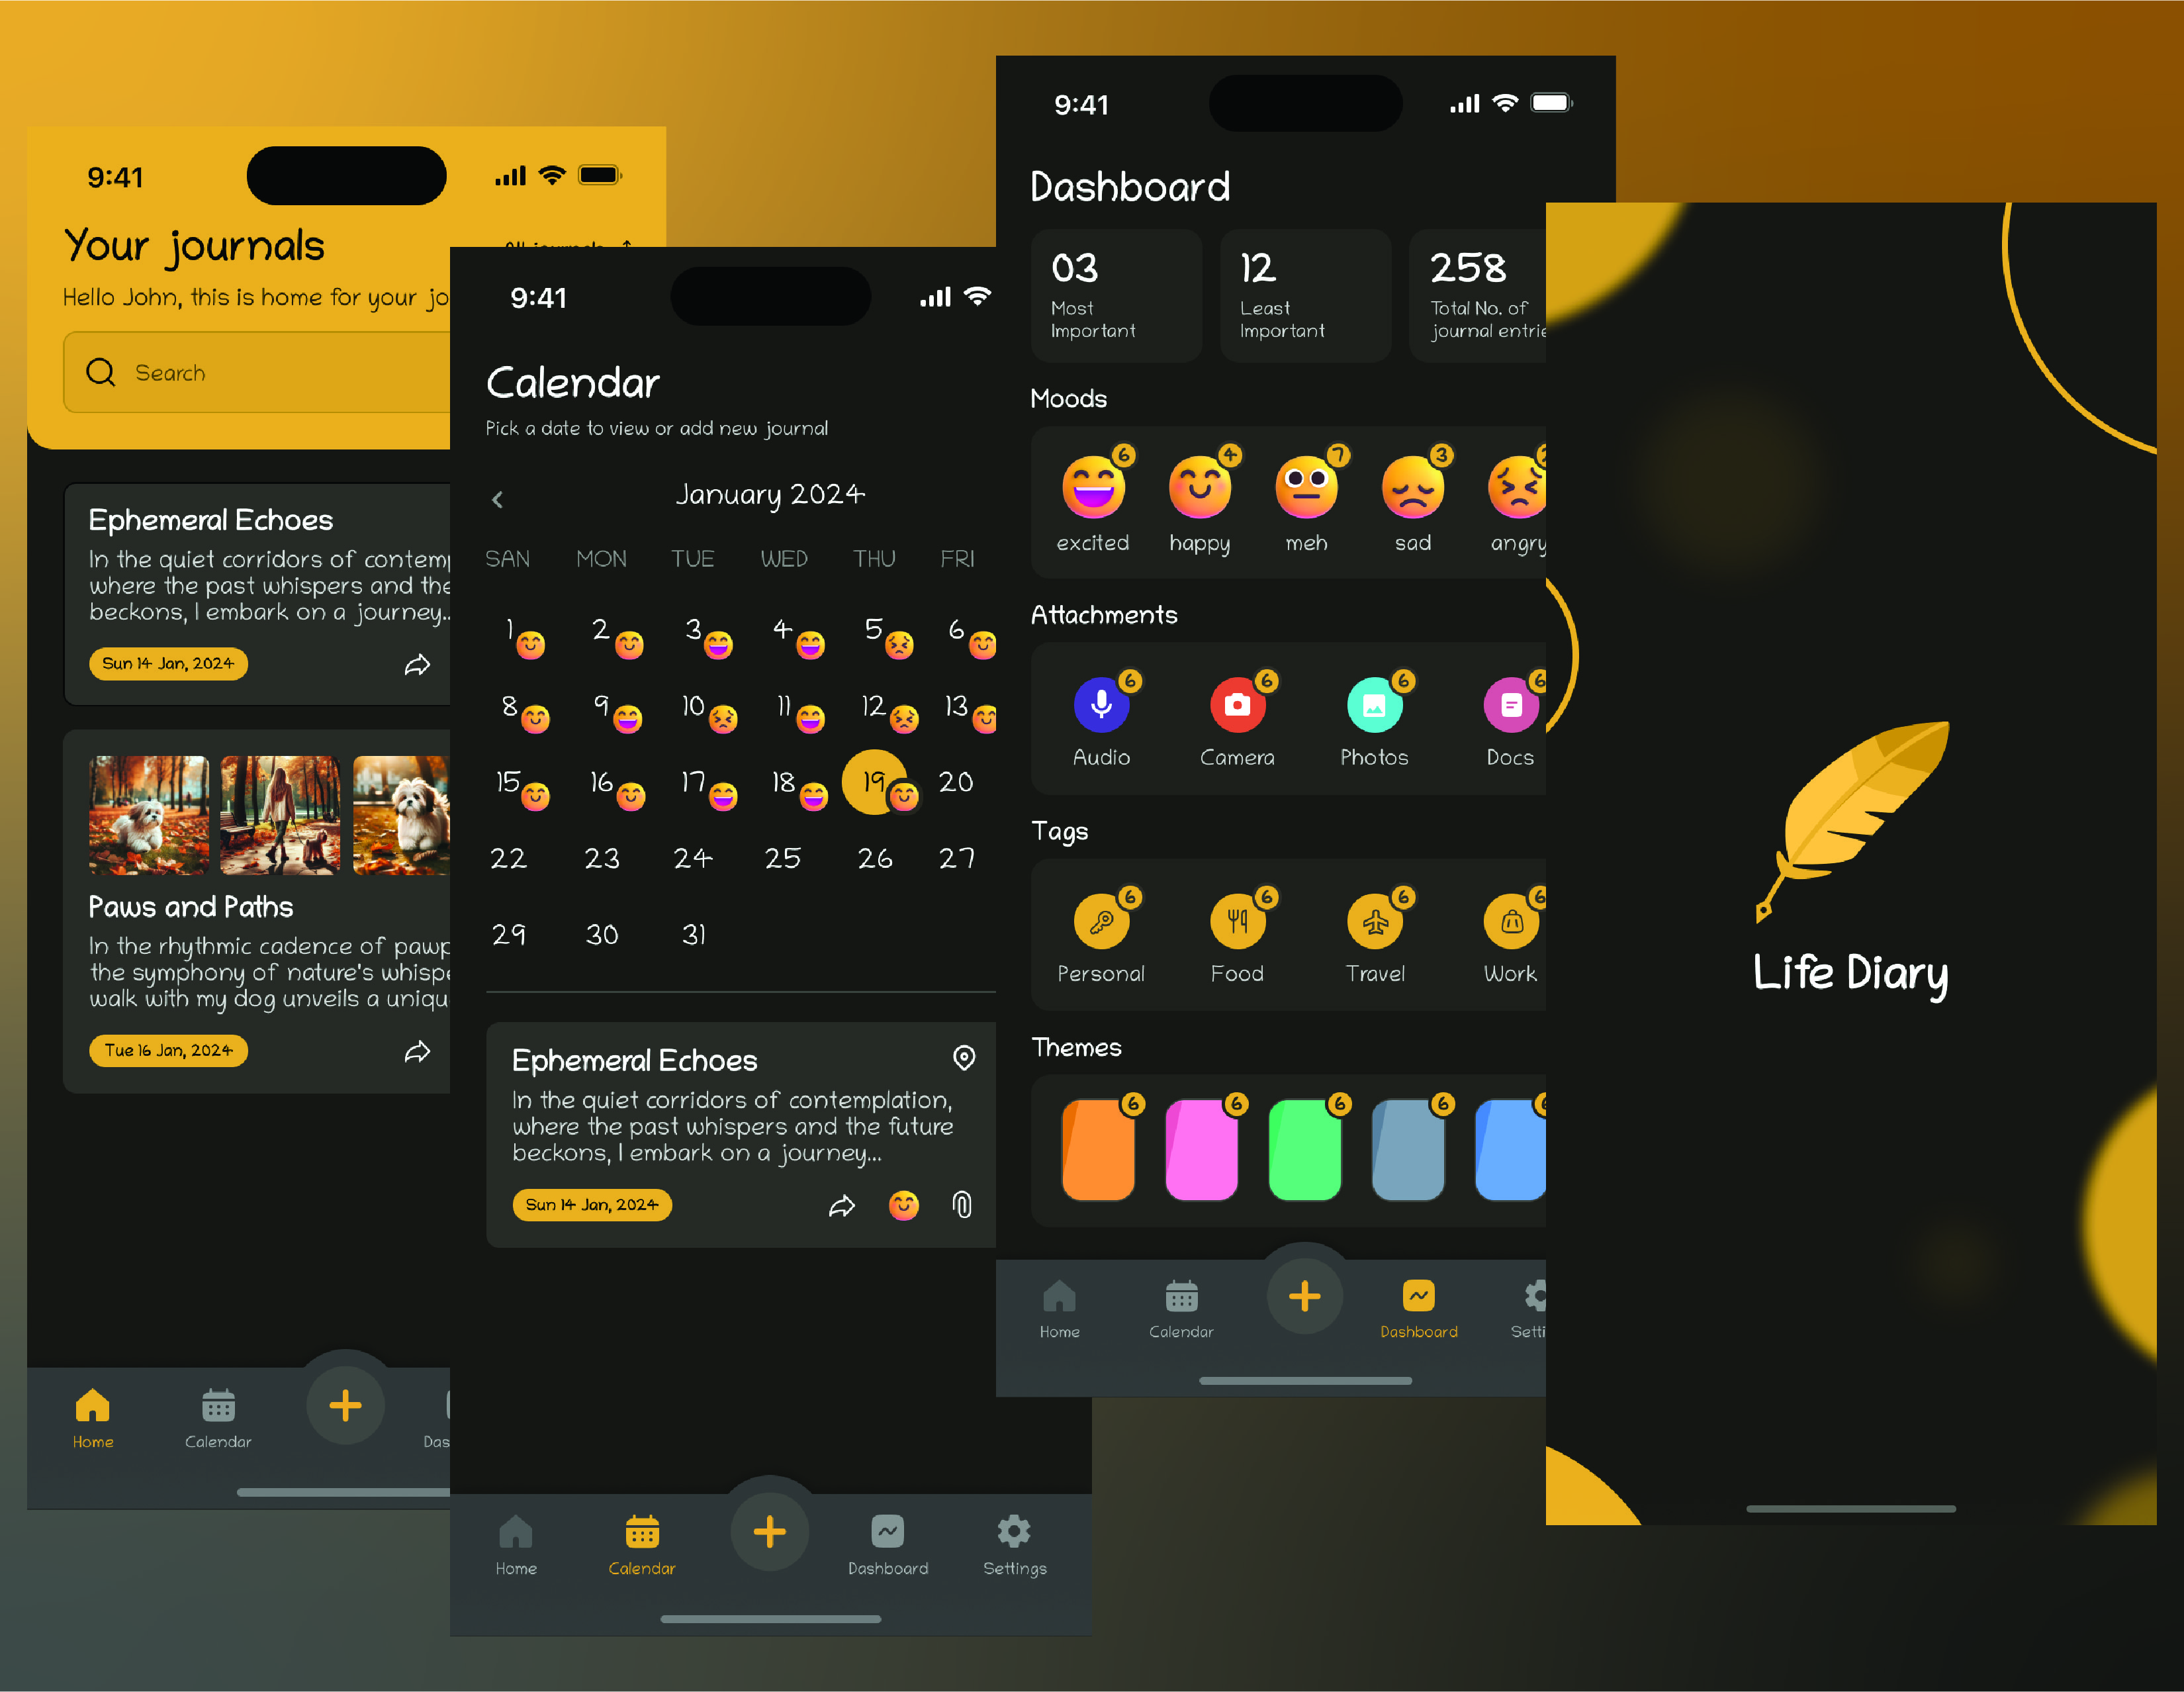 9:41
Your journals
Hello John, this is home for your jo
Search
Ephemeral Echoes
In the quiet corridors of contemp
where the past whispers and the
beckons, I embark on a journey..
Sun 14 Jan, 2024
Paws and Paths
In the rhythmic cadence of pawp
the symphony of nature's whispe
walk with my dog unveils a uniqu
Tue 16 Jan, 2024
Home
Calendar
Das
9:41
Calendar
Pick a date to view or add new journal
January 2024
SAN MON TUE WED THU FRI
1 2 3 4 5 6
8 9 10 11 12 13
15 16 17 18 19 20
22 23 24 25 26 27
29 30 31
Ephemeral Echoes
In the quiet corridors of contemplation,
where the past whispers and the future
beckons, I embark on a journey...
Sun 14 Jan, 2024
Home Calendar Dashboard Settings
9:41
Dashboard
03
Most
Important
12
Least
Important
258
Total No. of
journal entrie
Moods
6 4 7 3
excited happy meh sad angry
Attachments
6 6 6 6
Audio Camera Photos Docs
Tags
6 6 6 6
Personal Food Travel Work
Themes
6 6 6 6 6
Home Calendar Dashboard Setti
Life Diary